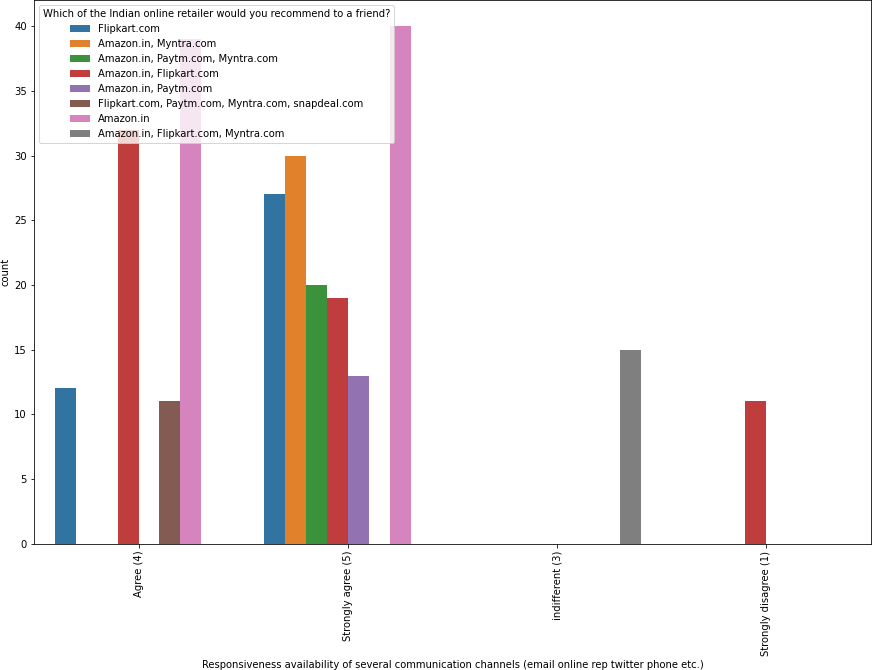 Which of the Indian online retailer would you recommend to a friend?
Flipkart.com
Amazon.in, Myntra.com
Amazon.in, Paytm.com, Myntra.com
Amazon.in, Flipkart.com
Amazon.in, Paytm.com
Flipkart.com, Paytm.com, Myntra.com, snapdeal.com
Amazon.in
Amazon.in, Flipkart.com, Myntra.com
40
35
30
25
20
15
10
5
0
count
Agree (4)
Strongly agree (5)
indifferent (3)
Strongly disagree (1)
Responsiveness availability of several communication channels (email online rep twitter phone etc.)